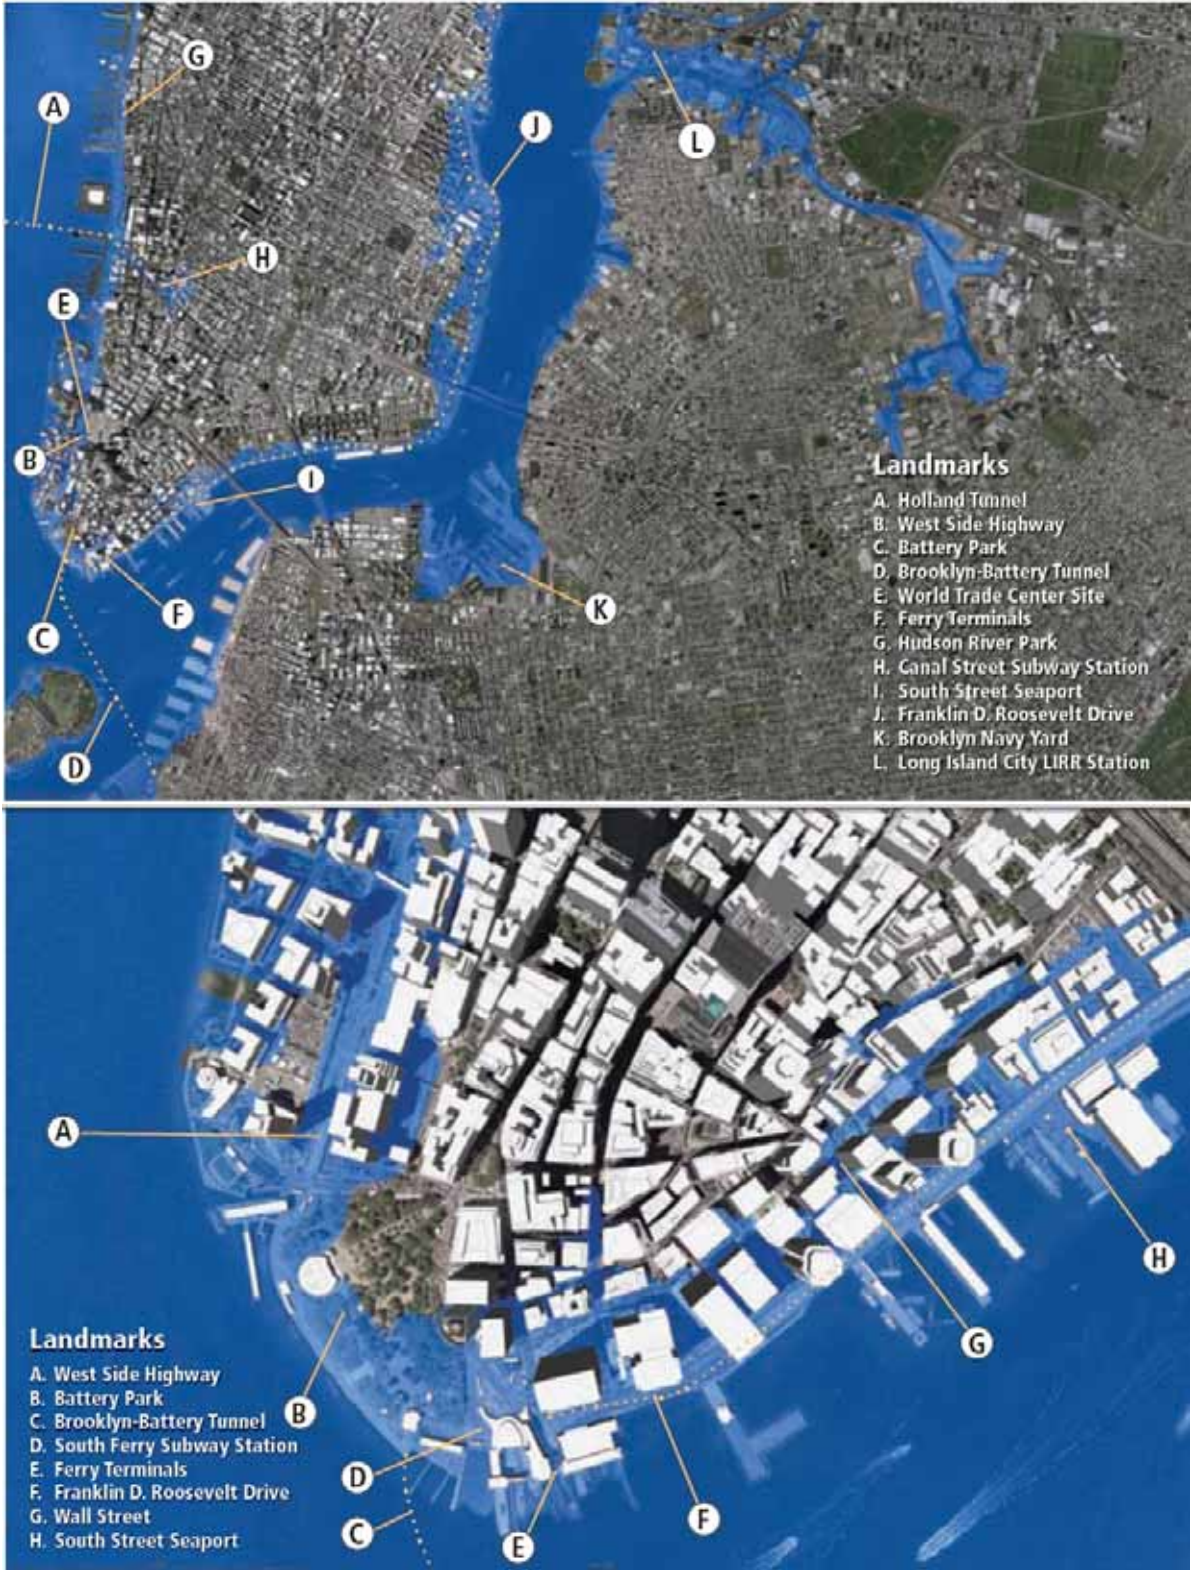 G
A
J
L
H
E
B
I
F
K
C
D
Landmarks
A. Holland Tunnel
B. West Side Highway
C. Battery Park
D. Brooklyn-Battery Tunnel
E. World Trade Center Site
F. Ferry Terminals
G. Hudson River Park
H. Canal Street Subway Station
I. South Street Seaport
J. Franklin D. Roosevelt Drive
K. Brooklyn Navy Yard
L. Long Island City LIRR Station
A
H
G
B
D
F
C
E
Landmarks
A. West Side Highway
B. Battery Park
C. Brooklyn-Battery Tunnel
D. South Ferry Subway Station
E. Ferry Terminals
F. Franklin D. Roosevelt Drive
G. Wall Street
H. South Street Seaport